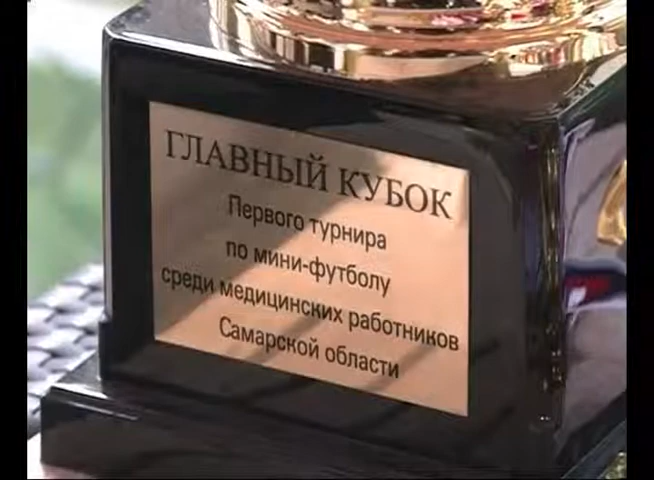 ГЛАВНЫЙ КУБОК
Первого турнира
по мини-футболу
среди медицинских работников
Самарской области